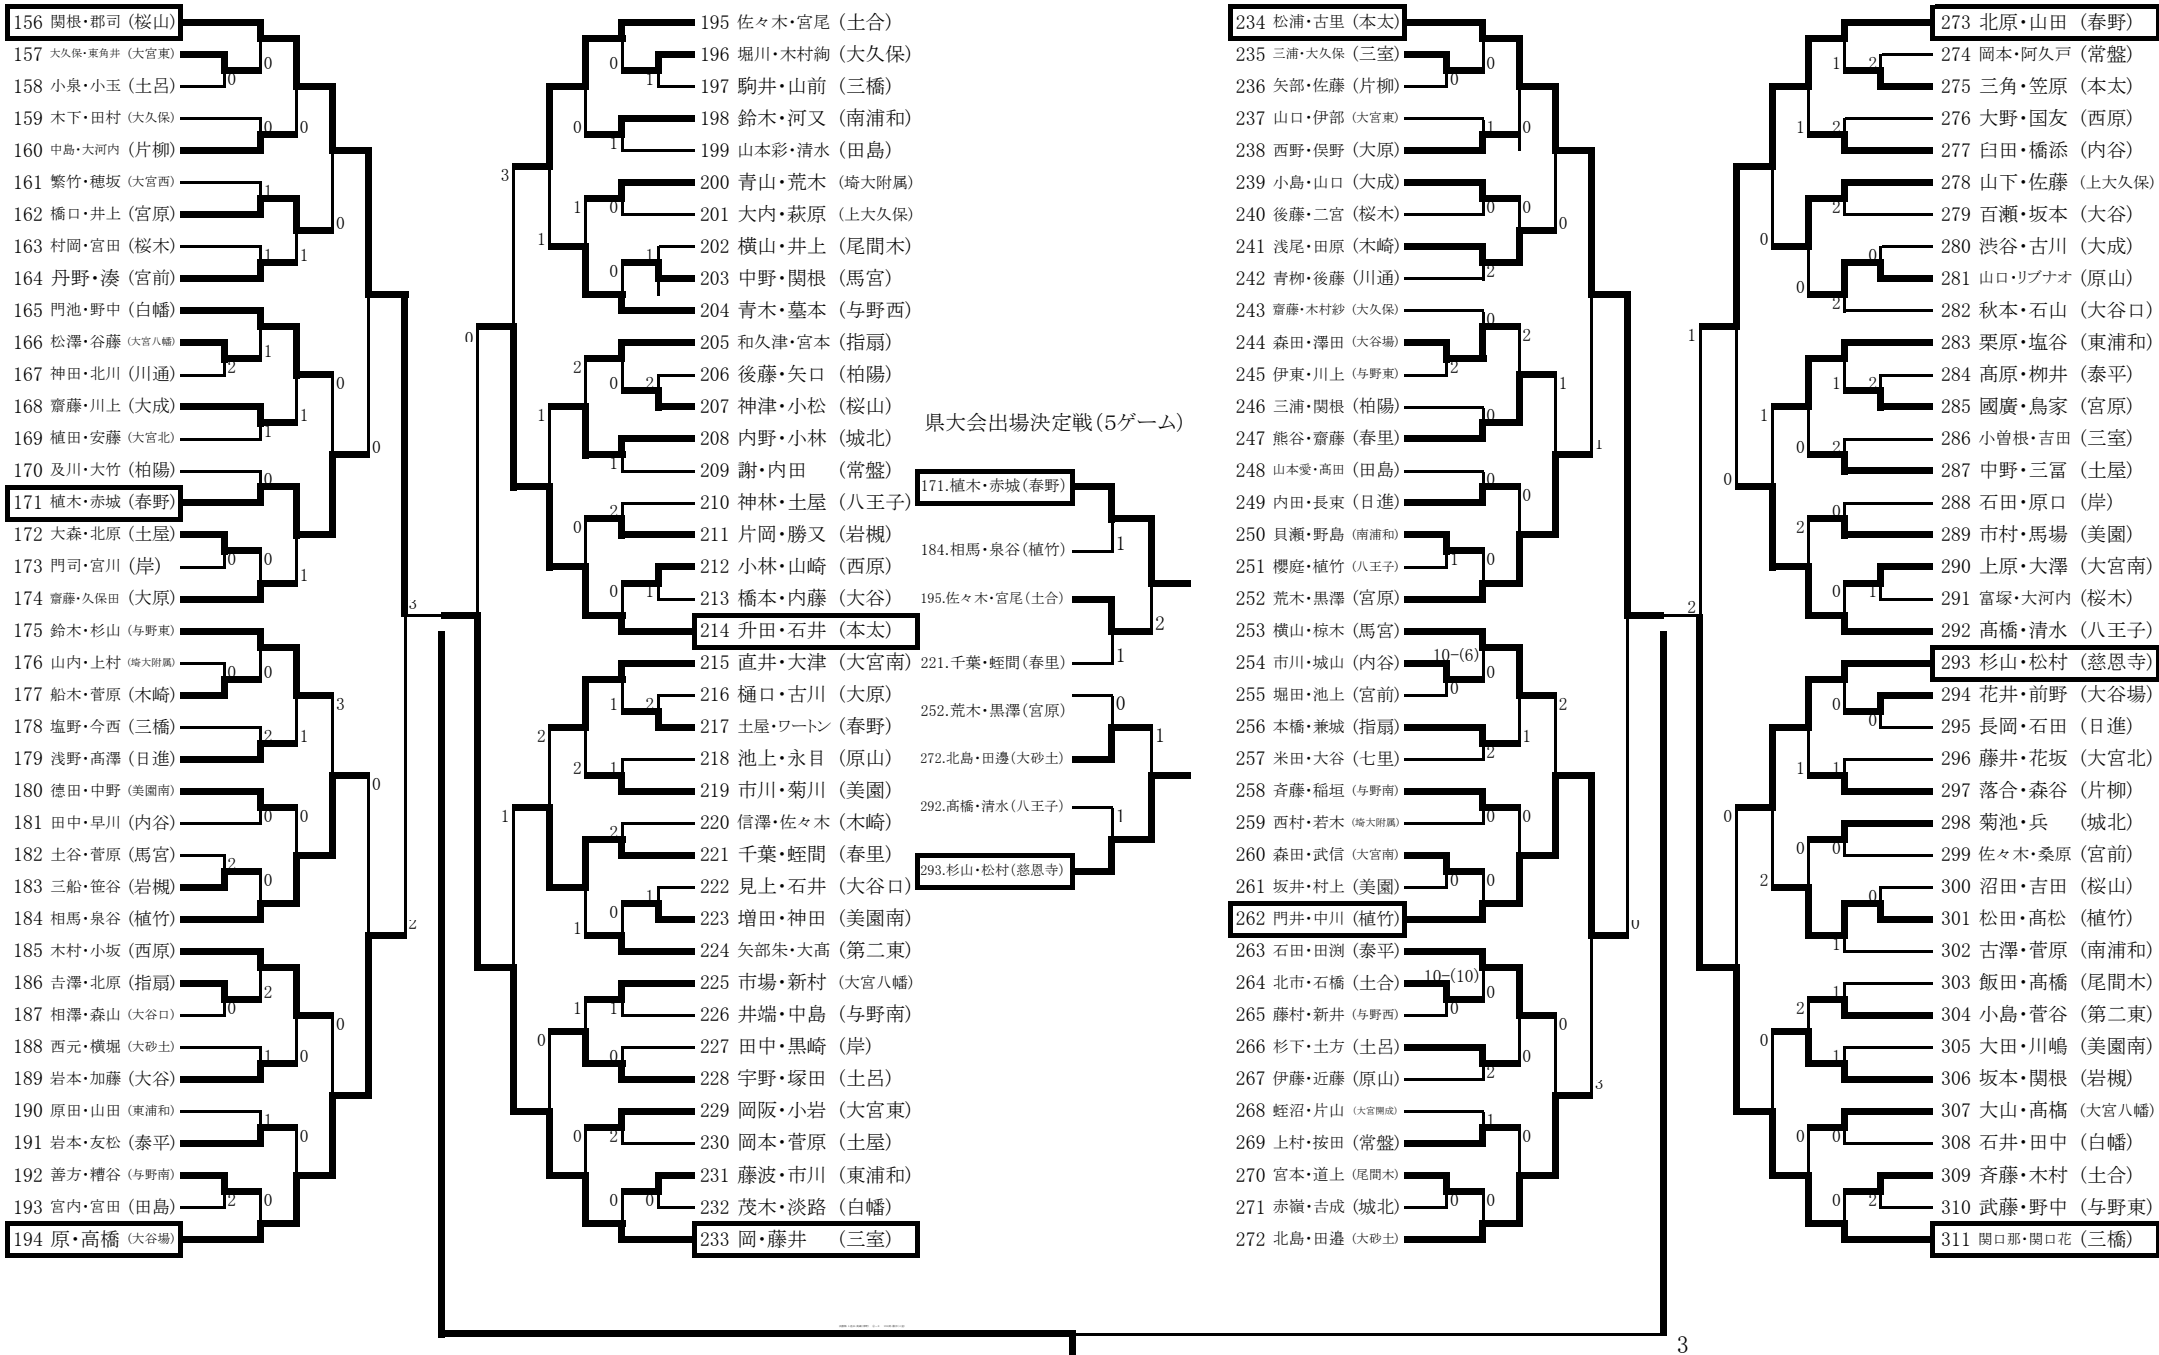 156 関根・郡司 (桜山)
157 大久保・東角井 (大宮東)
158 小泉・小玉 (土呂)
159 木下・田村 (大久保)
160 中島・大河内 (片柳)
161 繁竹・穂坂 (大宮西)
162 橋口・井上 (宮原)
163 村岡・宮田 (桜木)
164 丹野・湊 (宮前)
165 門池・野中 (白幡)
166 松澤・谷藤 (大宮八幡)
167 神田・北川 (川通)
168 齋藤・川上 (大成)
169 植田・安藤 (大宮北)
170 及川・大竹 (柏陽)
171 植木・赤城 (春野)
172 大森・北原 (土屋)
173 門司・宮川 (岸)
174 齋藤・久保田 (大原)
175 鈴木・杉山 (与野東)
176 山内・上村 (埼大附属)
177 船木・菅原 (木崎)
178 塩野・今西 (三橋)
179 浅野・髙澤 (日進)
180 德田・中野 (美園南)
181 田中・早川 (内谷)
182 土谷・菅原 (馬宮)
183 三船・笹谷 (岩槻)
184 相馬・泉谷 (植竹)
185 木村・小坂 (西原)
186 𠮷澤・北原 (指扇)
187 相澤・森山 (大谷口)
188 西元・横堀 (大砂土)
189 岩本・加藤 (大谷)
190 原田・山田 (東浦和)
191 岩本・友松 (泰平)
192 善方・糟谷 (与野南)
193 宮内・宮田 (田島)
194 原・高橋 (大谷場)
195 佐々木・宮尾 (土合)
196 堀川・木村絢 (大久保)
197 駒井・山前 (三橋)
198 鈴木・河又 (南浦和)
199 山本彩・清水 (田島)
200 青山・荒木 (埼大附属)
201 大内・萩原 (上大久保)
202 横山・井上 (尾間木)
203 中野・関根 (馬宮)
204 青木・墓本 (与野西)
205 和久津・宮本 (指扇)
206 後藤・矢口 (柏陽)
207 神津・小松 (桜山)
208 内野・小林 (城北)
209 謝・内田 (常盤)
210 神林・土屋 (八王子)
211 片岡・勝又 (岩槻)
212 小林・山崎 (西原)
213 橋本・内藤 (大谷)
214 升田・石井 (本太)
215 直井・大津 (大宮南)
216 樋口・古川 (大原)
217 土屋・ワートン (春野)
218 池上・永目 (原山)
219 市川・菊川 (美園)
220 信澤・佐々木 (木崎)
221 千葉・蛭間 (春里)
222 見上・石井 (大谷口)
223 増田・神田 (美園南)
224 矢部朱・大髙 (第二東)
225 市場・新村 (大宮八幡)
226 井端・中島 (与野南)
227 田中・黒崎 (岸)
228 宇野・塚田 (土呂)
229 岡阪・小岩 (大宮東)
230 岡本・菅原 (土屋)
231 藤波・市川 (東浦和)
232 茂木・淡路 (白幡)
233 岡・藤井 (三室)
県大会出場決定戦(5ゲーム)
171.植木・赤城(春野)
184.相馬・泉谷(植竹)
195.佐々木・宮尾(土合)
221.千葉・蛭間(春里)
252.荒木・黒澤(宮原)
272.北島・田邊(大砂土)
292.髙橋・清水(八王子)
293.杉山・松村(慈恩寺)
234 松浦・古里 (本太)
235 三浦・大久保 (三室)
236 矢部・佐藤 (片柳)
237 山口・伊部 (大宮東)
238 西野・俣野 (大原)
239 小島・山口 (大成)
240 後藤・二宮 (桜木)
241 浅尾・田原 (木崎)
242 青栁・後藤 (川通)
243 齋藤・木村紗 (大久保)
244 森田・澤田 (大谷場)
245 伊東・川上 (与野東)
246 三浦・関根 (柏陽)
247 熊谷・齋藤 (春里)
248 山本愛・髙田 (田島)
249 内田・長束 (日進)
250 貝瀬・野島 (南浦和)
251 櫻庭・植竹 (八王子)
252 荒木・黒澤 (宮原)
253 横山・椋木 (馬宮)
254 市川・城山 (内谷) 10-(6)
255 堀田・池上 (宮前)
256 本橋・兼城 (指扇)
257 米田・大谷 (七里)
258 斉藤・稲垣 (与野南)
259 西村・若木 (埼大附属)
260 森田・武信 (大宮南)
261 坂井・村上 (美園)
262 門井・中川 (植竹)
263 石田・田渕 (泰平)
264 北市・石橋 (土合) 10-(10)
265 藤村・新井 (与野西)
266 杉下・土方 (土呂)
267 伊藤・近藤 (原山)
268 蛭沼・片山 (大宮開成)
269 上村・按田 (常盤)
270 宮本・道上 (尾間木)
271 赤嶺・𠮷成 (城北)
272 北島・田邉 (大砂土)
273 北原・山田 (春野)
274 岡本・阿久戸 (常盤)
275 三角・笠原 (本太)
276 大野・国友 (西原)
277 臼田・橋添 (内谷)
278 山下・佐藤 (上大久保)
279 百瀬・坂本 (大谷)
280 渋谷・古川 (大成)
281 山口・リブナオ (原山)
282 秋本・石山 (大谷口)
283 栗原・塩谷 (東浦和)
284 髙原・栁井 (泰平)
285 國廣・鳥家 (宮原)
286 小曽根・𠮷田 (三室)
287 中野・三冨 (土屋)
288 石田・原口 (岸)
289 市村・馬場 (美園)
290 上原・大澤 (大宮南)
291 富塚・大河内 (桜木)
292 髙橋・清水 (八王子)
293 杉山・松村 (慈恩寺)
294 花井・前野 (大谷場)
295 長岡・石田 (日進)
296 藤井・花坂 (大宮北)
297 落合・森谷 (片柳)
298 菊池・兵 (城北)
299 佐々木・桑原 (宮前)
300 沼田・吉田 (桜山)
301 松田・髙松 (植竹)
302 古澤・菅原 (南浦和)
303 飯田・髙橋 (尾間木)
304 小島・菅谷 (第二東)
305 大田・川嶋 (美園南)
306 坂本・関根 (岩槻)
307 大山・髙𣘺 (大宮八幡)
308 石井・田中 (白幡)
309 斉藤・木村 (土合)
310 武藤・野中 (与野東)
311 関口那・関口花 (三橋)
3